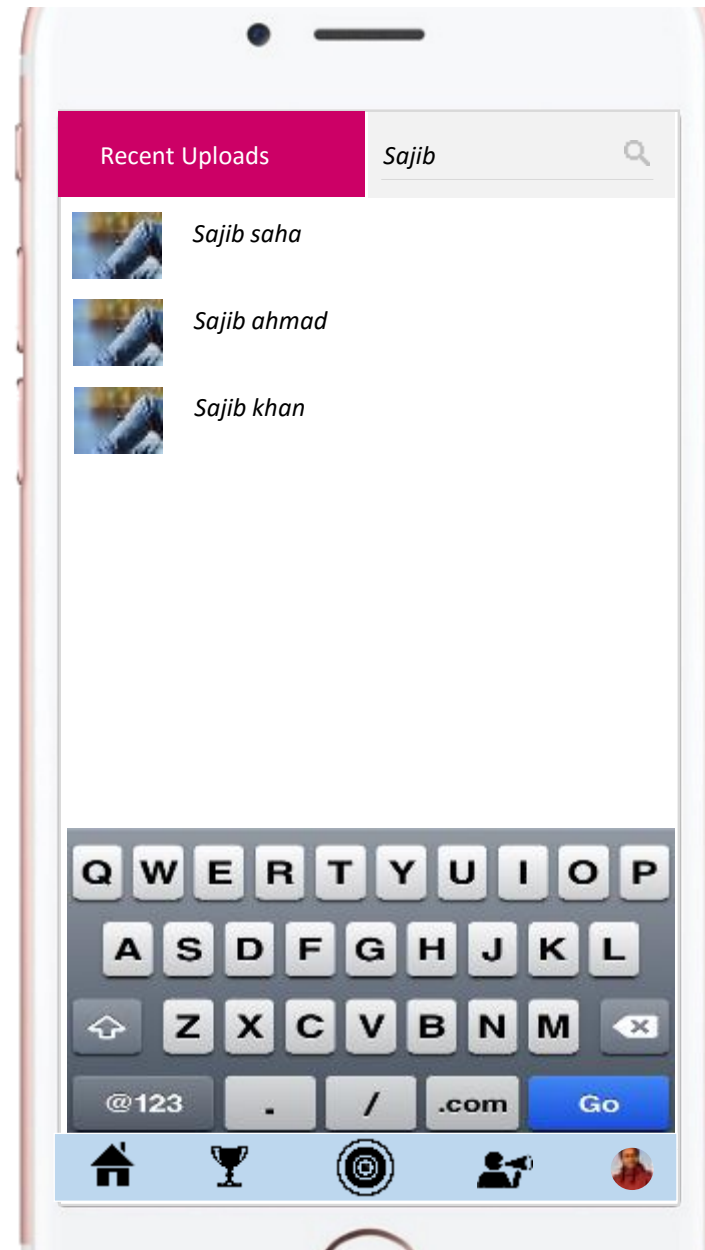 Recent Uploads Sajib
Sajib saha
Sajib ahmad
Sajib khan
Q W E R T Y U I O P
A S D F G H J K L
Z X C V B N M
@123 . / .com Go